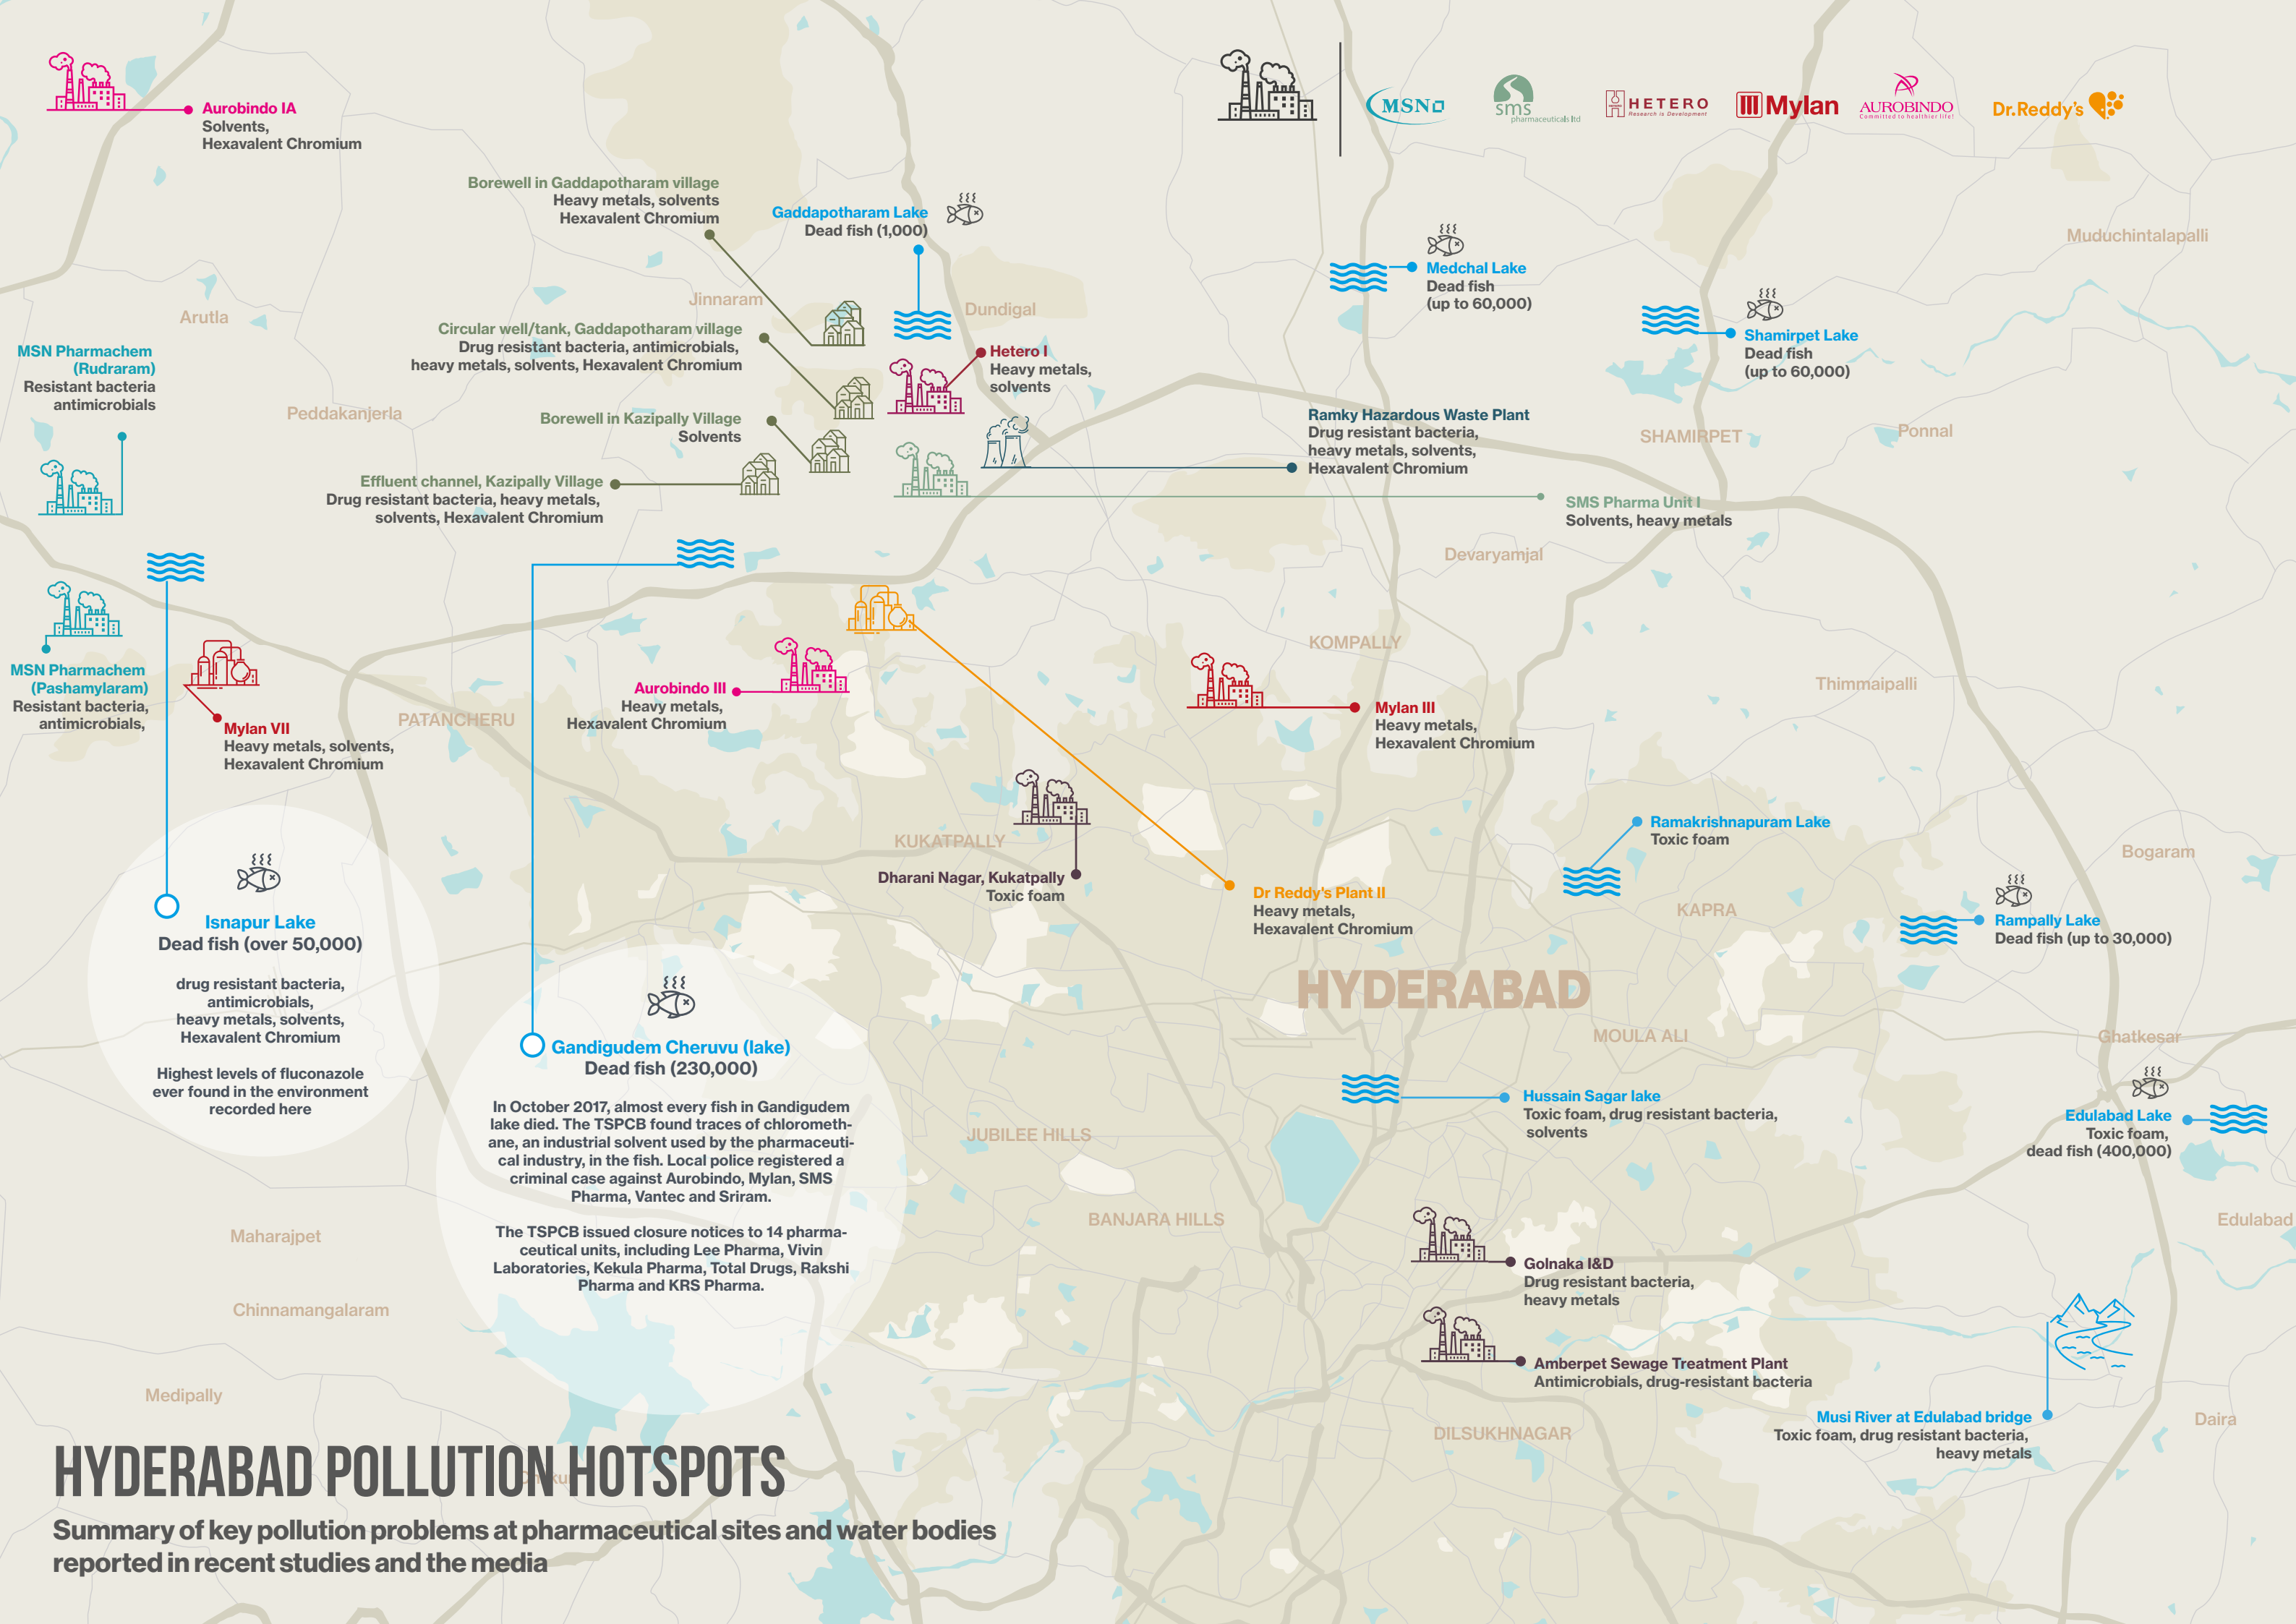 MSN
sms
pharmaceuticals ltd
HETERO
Research is Development
Mylan
AUROBINDO
Committed to healthier life!
Dr.Reddy's
Aurobindo IA
Solvents,
Hexavalent Chromium
Borewell in Gaddapotharam village
Heavy metals, solvents
Hexavalent Chromium
Gaddapotharam Lake
Dead fish (1,000)
Medchal Lake
Dead fish
(up to 60,000)
Muduchintalapalli
Jinnaram
Dundigal
Arutla
Shamirpet Lake
Dead fish
(up to 60,000)
Circular well/tank, Gaddapotharam village
Drug resistant bacteria, antimicrobials,
heavy metals, solvents, Hexavalent Chromium
MSN Pharmachem
(Rudraram)
Resistant bacteria
antimicrobials
Hetero I
Heavy metals,
solvents
Peddakanjerla
Borewell in Kazipally Village
Solvents
Ramky Hazardous Waste Plant
Drug resistant bacteria,
heavy metals, solvents,
Hexavalent Chromium
SHAMIRPET
Ponnal
Effluent channel, Kazipally Village
Drug resistant bacteria, heavy metals,
solvents, Hexavalent Chromium
SMS Pharma Unit I
Solvents, heavy metals
Devaryamjal
KOMPALLY
MSN Pharmachem
(Pashamylaram)
Resistant bacteria,
antimicrobials,
Mylan VII
Heavy metals, solvents,
Hexavalent Chromium
PATANCHERU
Aurobindo III
Heavy metals,
Hexavalent Chromium
Mylan III
Heavy metals,
Hexavalent Chromium
Thimmaipalli
KUKATPALLY
Dharani Nagar, Kukatpally
Toxic foam
Dr Reddy's Plant II
Heavy metals,
Hexavalent Chromium
Ramakrishnapuram Lake
Toxic foam
Bogaram
KAPRA
Rampally Lake
Dead fish (up to 30,000)
Isnapur Lake
Dead fish (over 50,000)
drug resistant bacteria,
antimicrobials,
heavy metals, solvents,
Hexavalent Chromium
Highest levels of fluconazole
ever found in the environment
recorded here
HYDERABAD
MOULA ALI
Ghatkesar
Gandigudem Cheruvu (lake)
Dead fish (230,000)
In October 2017, almost every fish in Gandigudem
lake died. The TSPCB found traces of chlorometh-
ane, an industrial solvent used by the pharmaceuti-
cal industry, in the fish. Local police registered a
criminal case against Aurobindo, Mylan, SMS
Pharma, Vantec and Sriram.
The TSPCB issued closure notices to 14 pharma-
ceutical units, including Lee Pharma, Vivin
Laboratories, Kekula Pharma, Total Drugs, Rakshi
Pharma and KRS Pharma.
Hussain Sagar lake
Toxic foam, drug resistant bacteria,
solvents
Edulabad Lake
Toxic foam,
dead fish (400,000)
JUBILEE HILLS
BANJARA HILLS
Edulabad
Maharajpet
Chinnamangalaram
Medipally
Golnaka I&D
Drug resistant bacteria,
heavy metals
Amberpet Sewage Treatment Plant
Antimicrobials, drug-resistant bacteria
Musi River at Edulabad bridge
Toxic foam, drug resistant bacteria,
heavy metals
Daira
DILSUKHNAGAR
HYDERABAD POLLUTION HOTSPOTS
Summary of key pollution problems at pharmaceutical sites and water bodies
reported in recent studies and the media